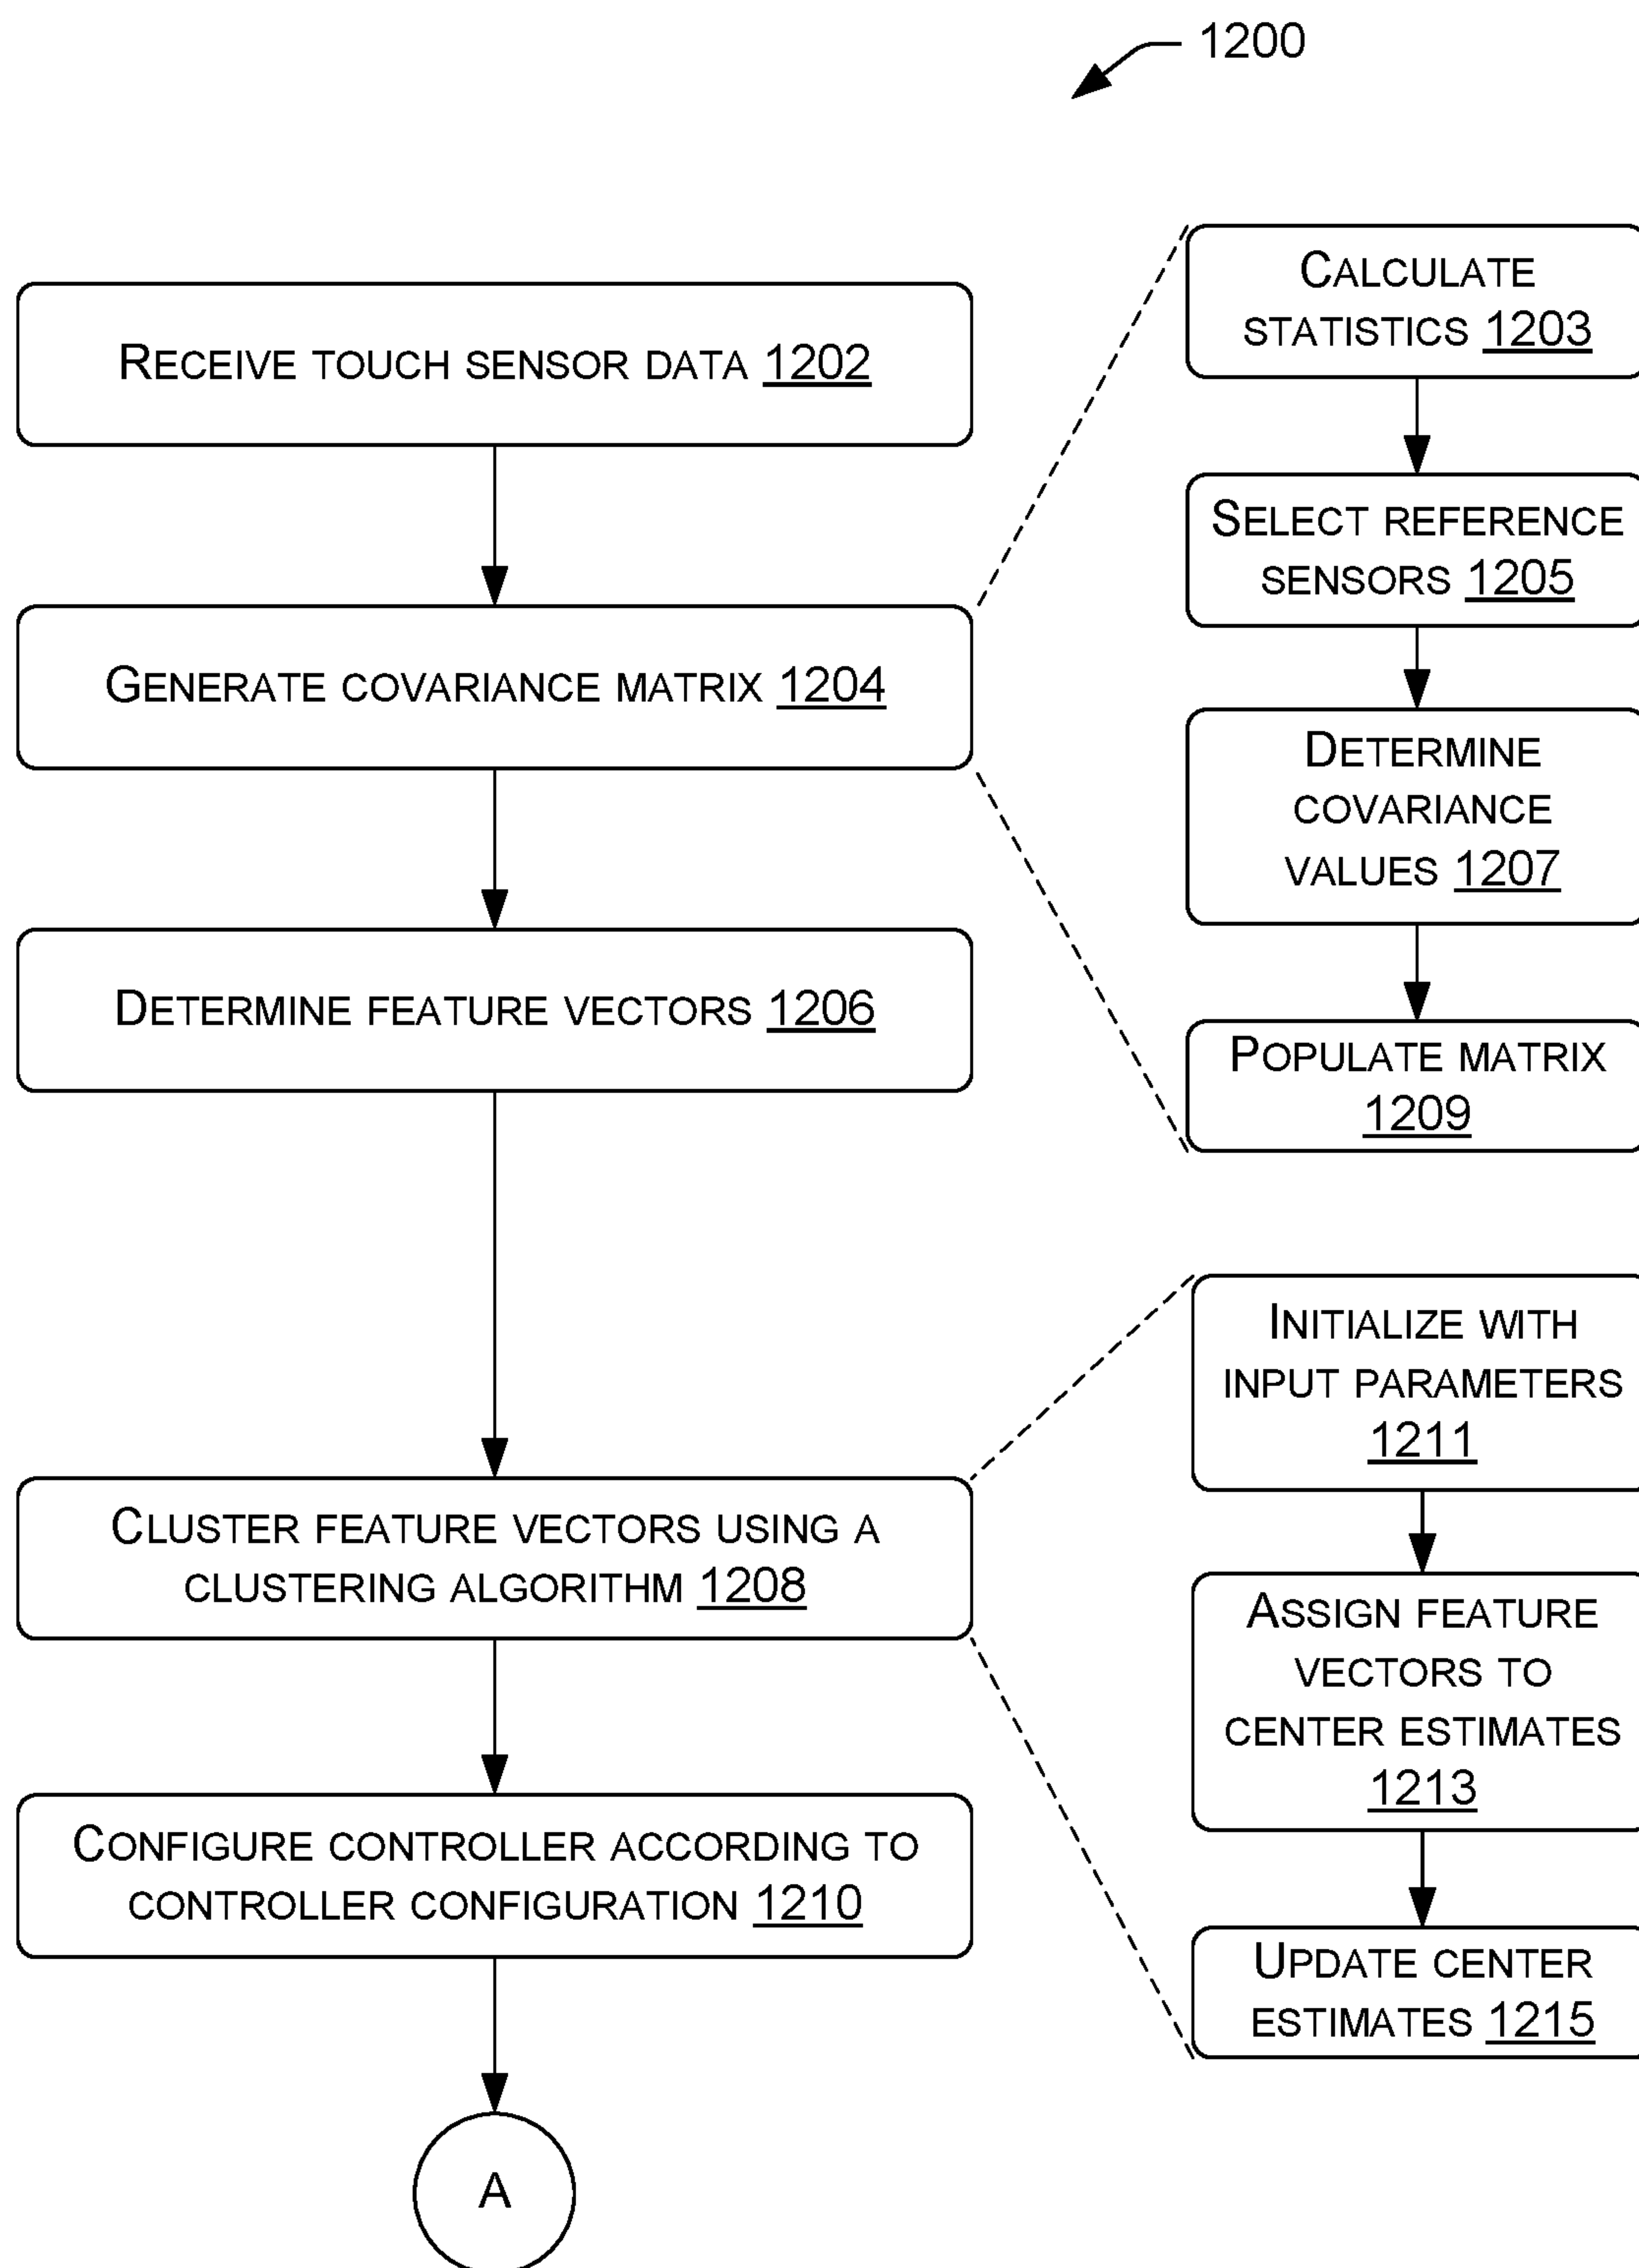 1200
RECEIVE TOUCH SENSOR DATA 1202
GENERATE COVARIANCE MATRIX 1204
DETERMINE FEATURE VECTORS 1206
CLUSTER FEATURE VECTORS USING A
CLUSTERING ALGORITHM 1208
CONFIGURE CONTROLLER ACCORDING TO
CONTROLLER CONFIGURATION 1210
A
CALCULATE
STATISTICS 1203
SELECT REFERENCE
SENSORS 1205
DETERMINE
COVARIANCE
VALUES 1207
POPULATE MATRIX
1209
INITIALIZE WITH
INPUT PARAMETERS
1211
ASSIGN FEATURE
VECTORS TO
CENTER ESTIMATES
1213
UPDATE CENTER
ESTIMATES 1215